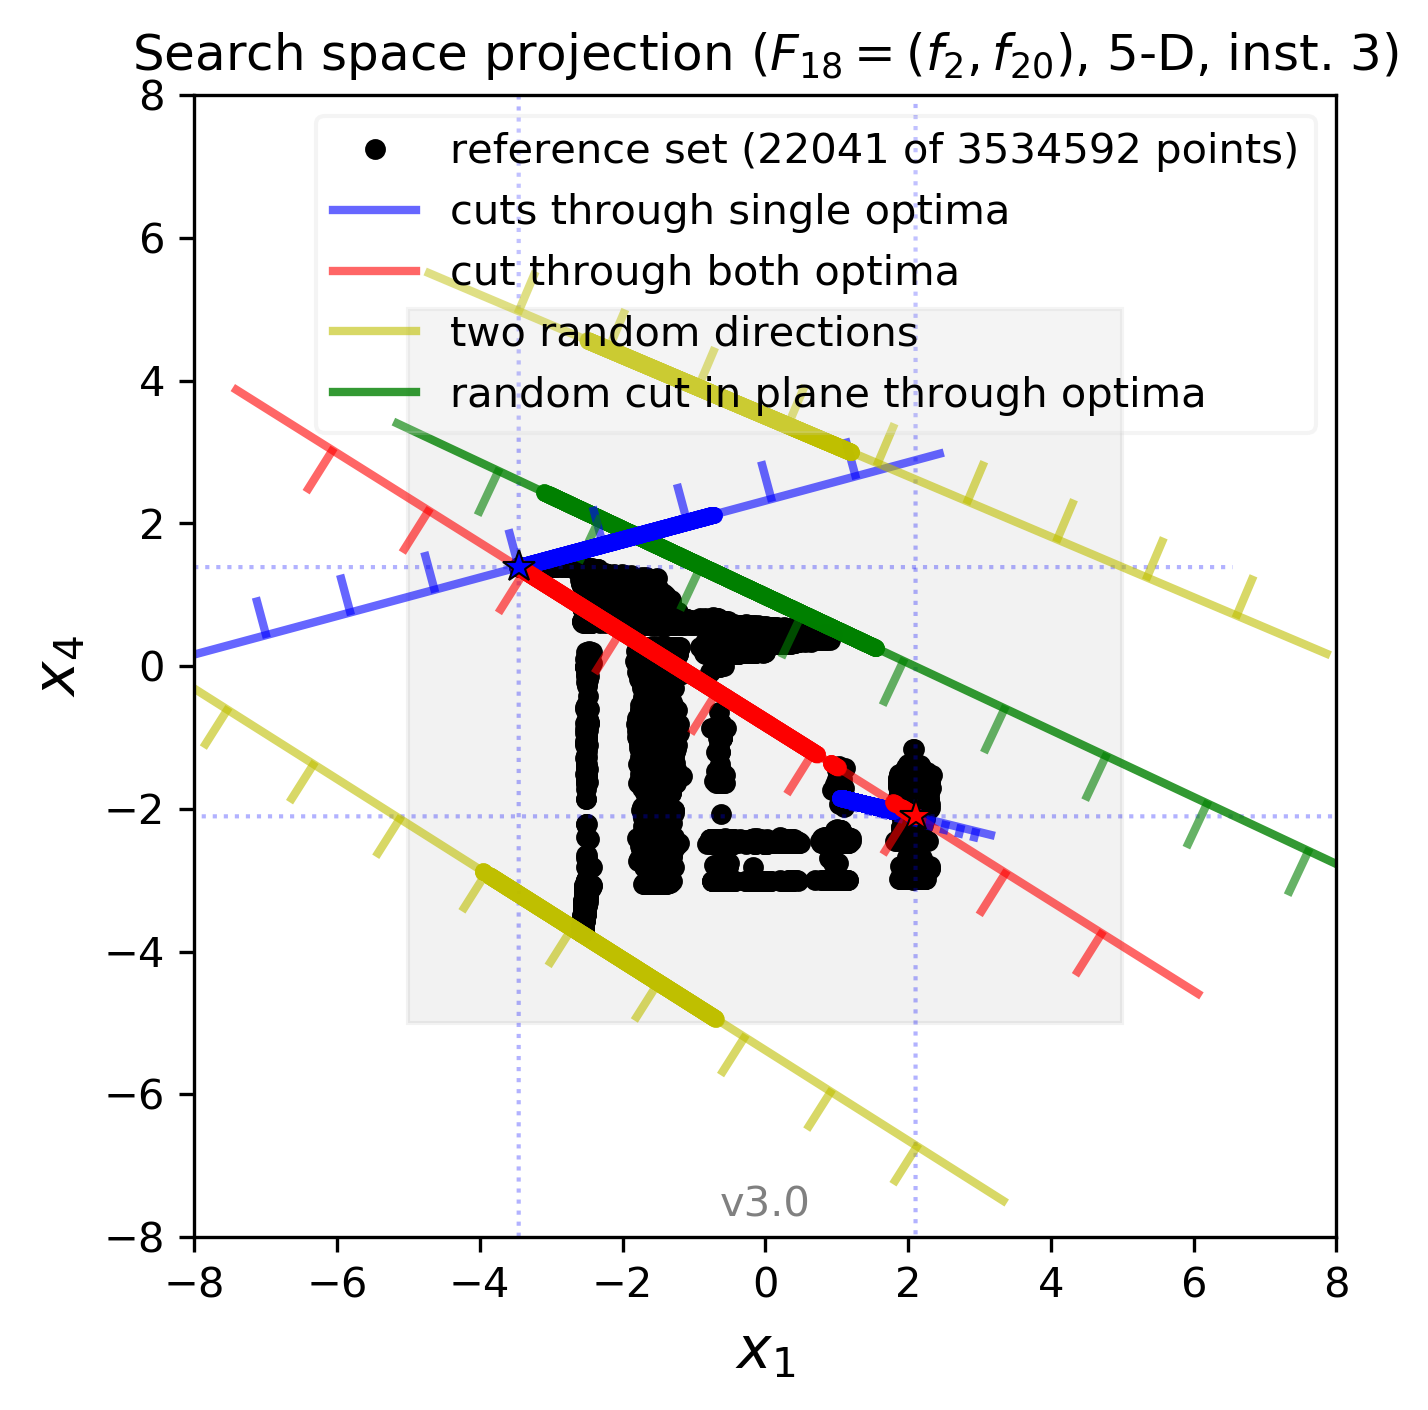 Search space projection (F₁₈ = (f₂, f₂₀), 5-D, inst. 3)
reference set (22041 of 3534592 points)
cuts through single optima
cut through both optima
two random directions
random cut in plane through optima
8
6
4
2
0
−2
−4
−6
−8
x₄
v3.0
−8 −6 −4 −2 0 2 4 6 8
x₁